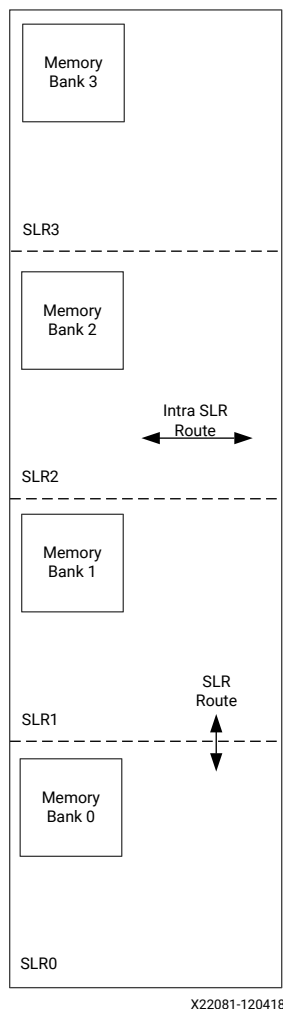 Memory
Bank 3
SLR3
Memory
Bank 2
Intra SLR
Route
SLR2
Memory
Bank 1
SLR
Route
SLR1
Memory
Bank 0
SLR0
X22081-120418